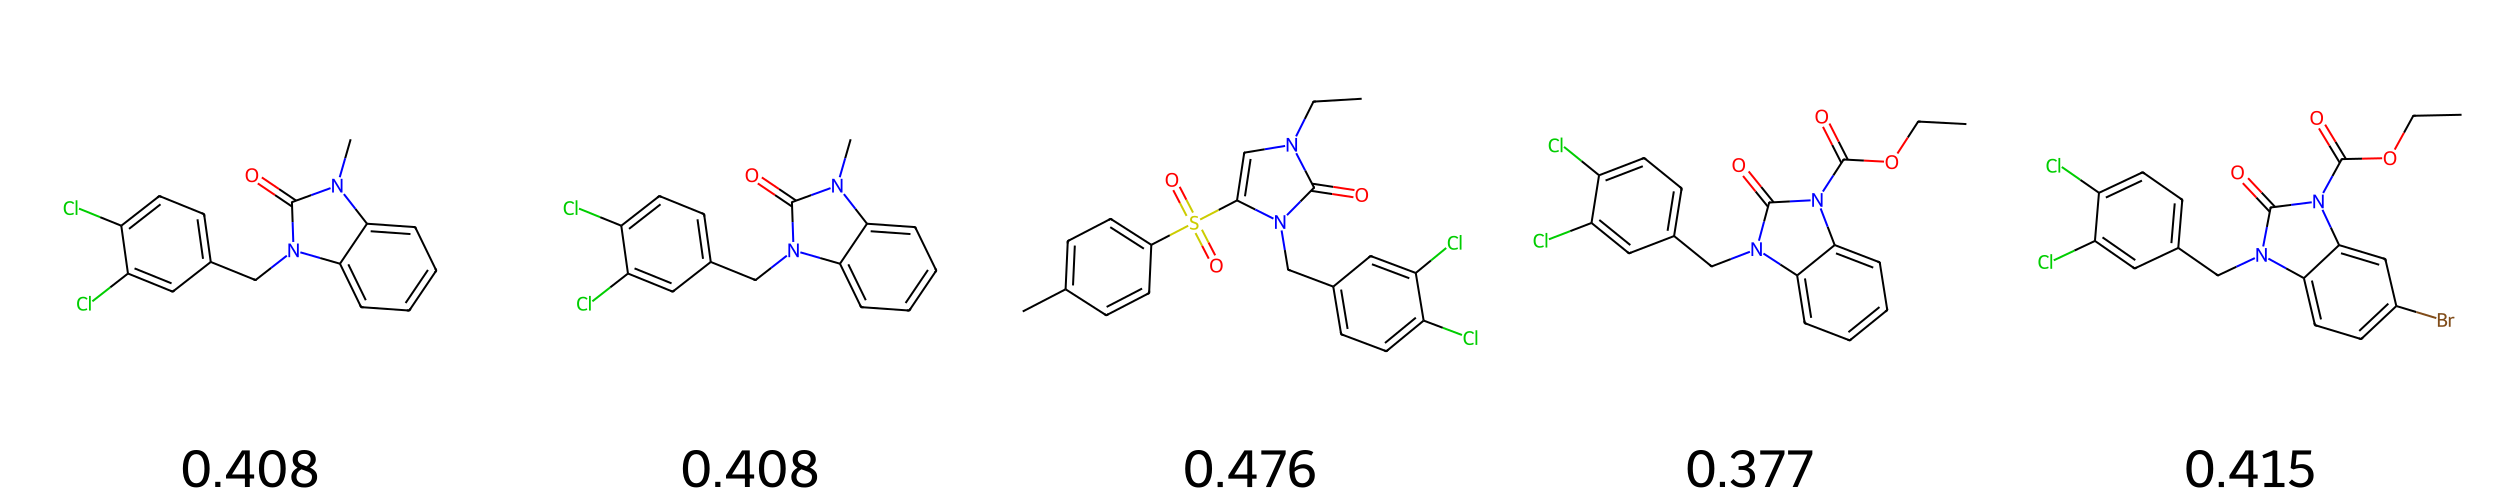 O N N Cl Cl
O N N Cl Cl
N O N S O O Cl Cl
O O O N N Cl Cl
O O O N N Cl Cl Br
0.408 0.408 0.476 0.377 0.415